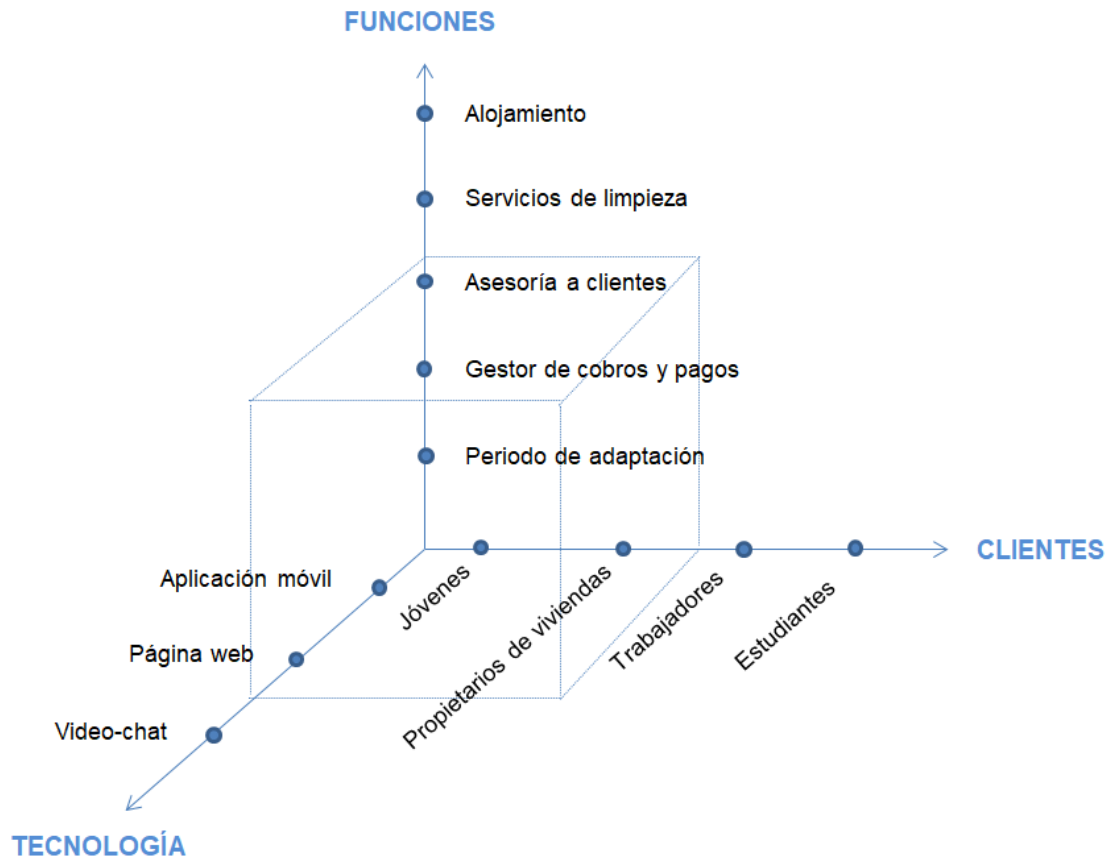 FUNCIONES
Alojamiento
Servicios de limpieza
Asesoría a clientes
Gestor de cobros y pagos
Periodo de adaptación
CLIENTES
Jóvenes
Propietarios de viviendas
Trabajadores
Estudiantes
Aplicación móvil
Página web
Video-chat
TECNOLOGÍA